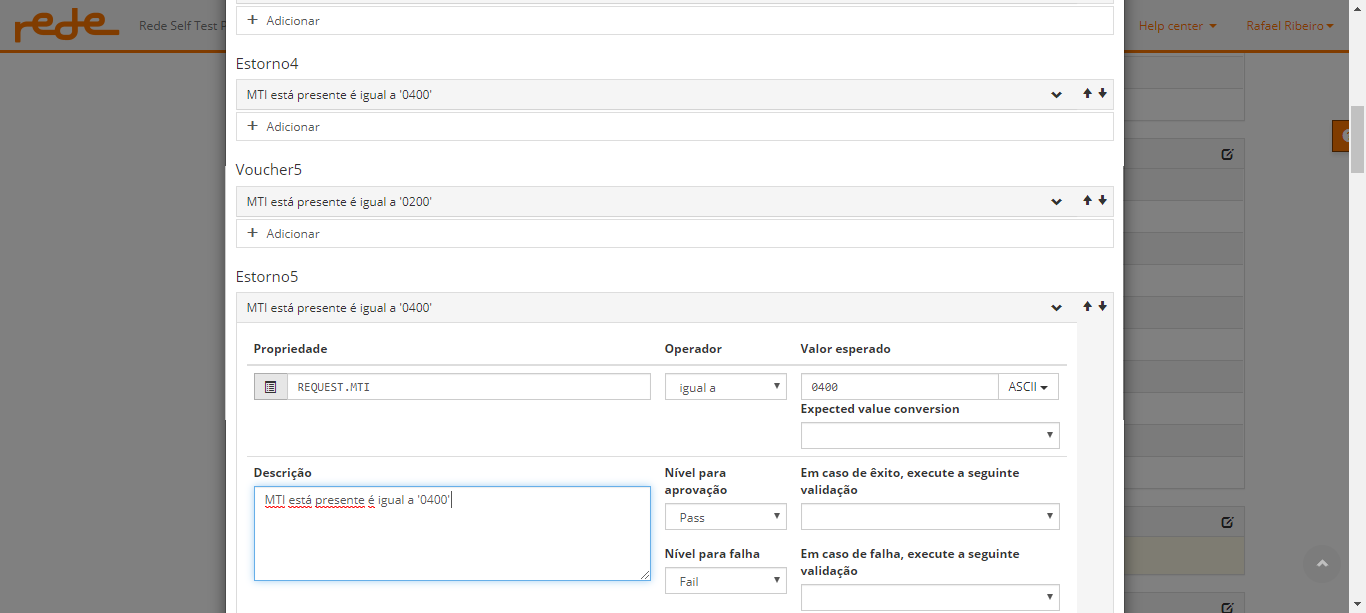 rede Rede Self Test P Help center Rafael Ribeiro
+ Adicionar
Estorno4
MTI está presente é igual a '0400'
+ Adicionar
Voucher5
MTI está presente é igual a '0200'
+ Adicionar
Estorno5
MTI está presente é igual a '0400'
Propriedade Operador Valor esperado
REQUEST.MTI igual a 0400 ASCII
Expected value conversion
Descrição Nível para Em caso de êxito, execute a seguinte
aprovação validação
MTI está presente é igual a '0400'
Pass
Nível para falha Em caso de falha, execute a seguinte
validação
Fail